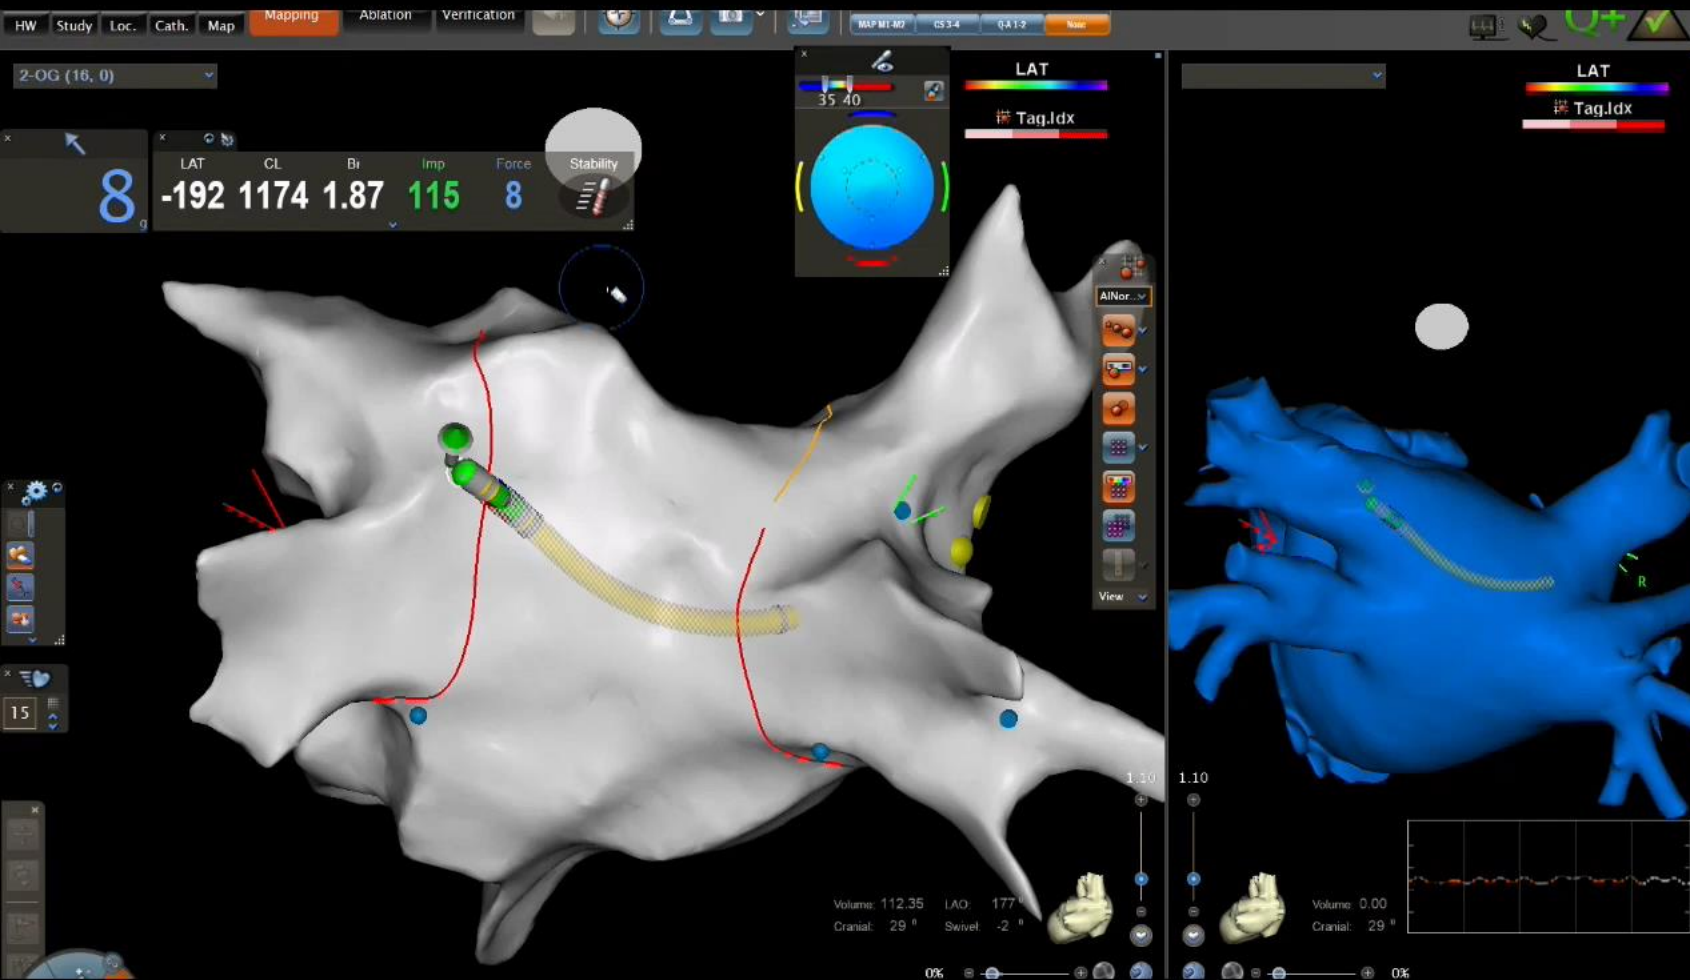 HW Study Loc. Cath. Map Mapping Ablation Verification
MAP M1-M2 CS 3-4 Q-A 1-2 None
Q+
2-OG (16, 0)
8
g
LAT CL Bi Imp Force Stability
-192 1174 1.87 115 8
35 40
LAT
Tag.Idx
LAT
Tag.Idx
AlNor...
View
15
R
1.10
1.10
Volume: 112.35 LAO: 177 °
Cranial: 29 ° Swivel: -2 °
Volume: 0.00
Cranial: 29 °
0%
0%